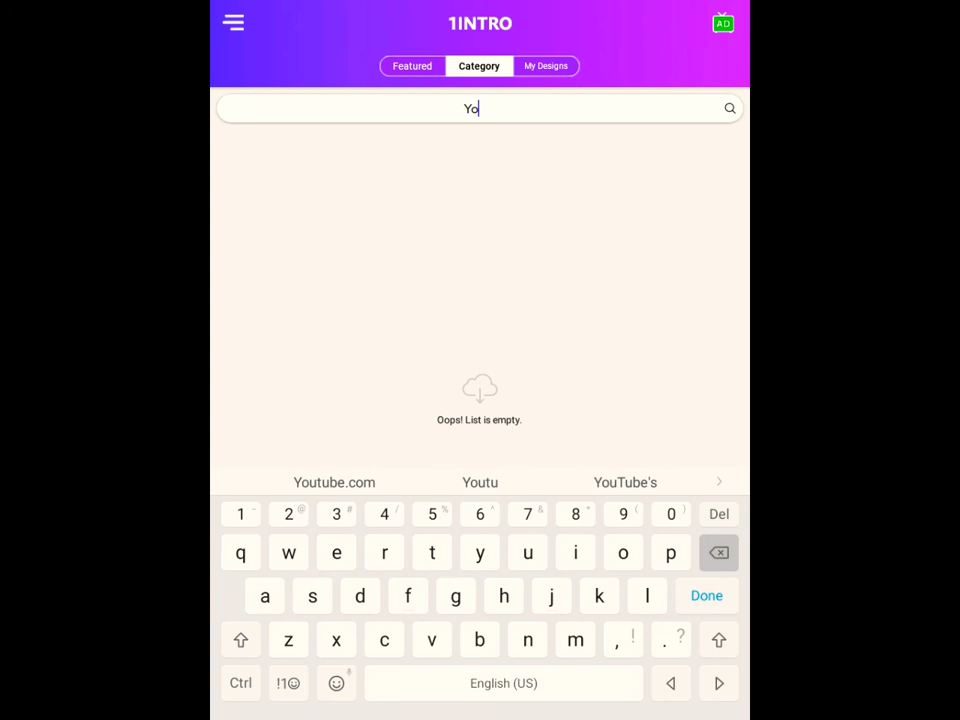 1INTRO
AD
Featured Category My Designs
Yo
Oops! List is empty.
Youtube.com Youtu YouTube's
1 - 2 @ 3 # 4 / 5 % 6 ^ 7 & 8 * 9 ( 0 ) Del
q w e r t y u i o p
a s d f g h j k l Done
z x c v b n m , ! . ?
Ctrl !1☺ English (US)